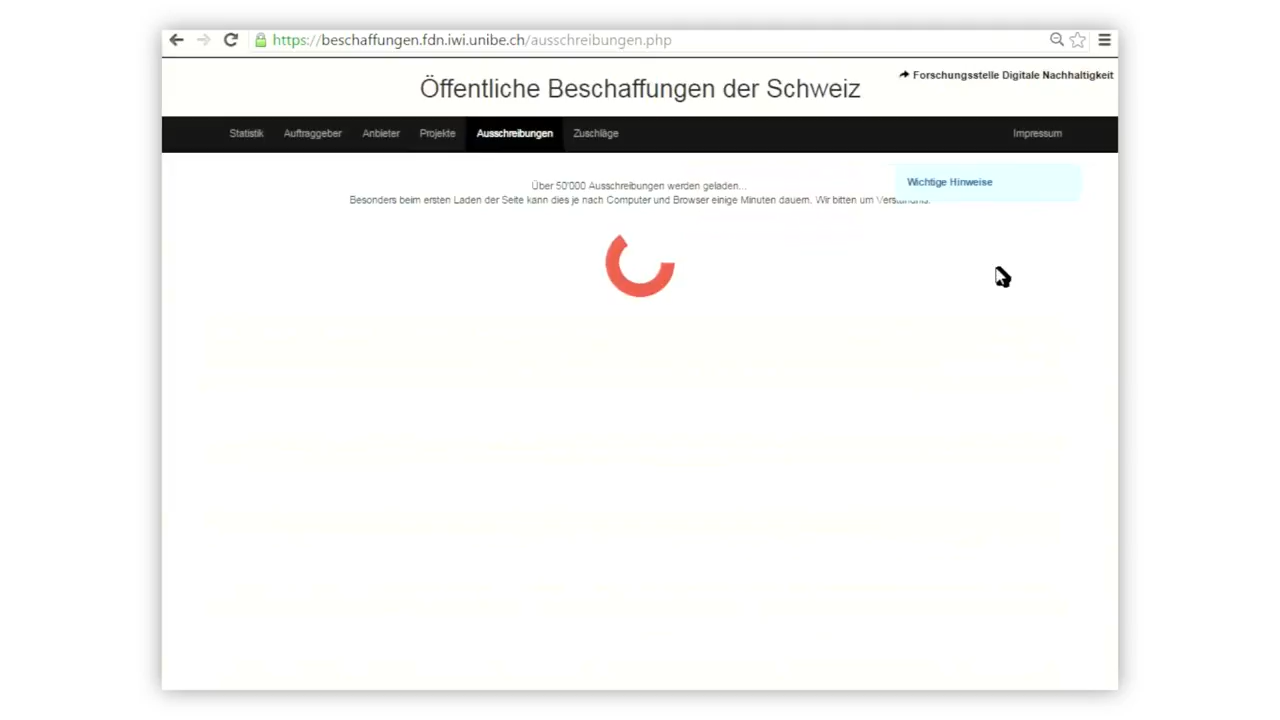 https://beschaffungen.fdn.iwi.unibe.ch/ausschreibungen.php
Öffentliche Beschaffungen der Schweiz
Forschungsstelle Digitale Nachhaltigkeit
Statistik Auftraggeber Anbieter Projekte Ausschreibungen Zuschläge Impressum
Wichtige Hinweise
Über 50'000 Ausschreibungen werden geladen...
Besonders beim ersten Laden der Seite kann dies je nach Computer und Browser einige Minuten dauern. Wir bitten um Verständnis.